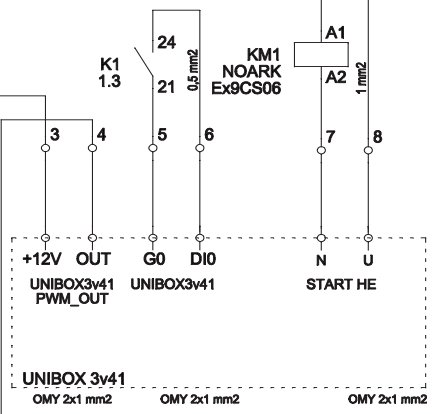 24
K1
1.3
21
0,5 mm2
KM1
NOARK
Ex9CS06
A1
A2
1 mm2
3 4 5 6 7 8
+12V OUT G0 DI0 N U
UNIBOX3v41 UNIBOX3v41 START HE
PWM_OUT
UNIBOX 3v41
OMY 2x1 mm2 OMY 2x1 mm2 OMY 2x1 mm2